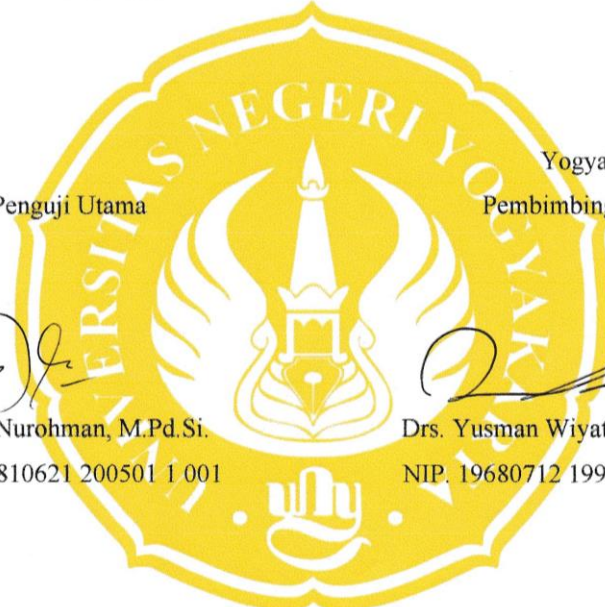 UNIVERSITAS NEGERI YOGYAKARTA
Yogya
Penguji Utama
Pembimbing
Nurohman, M.Pd.Si.
Drs. Yusman Wiyat
810621 200501 1 001
NIP. 19680712 199
uny